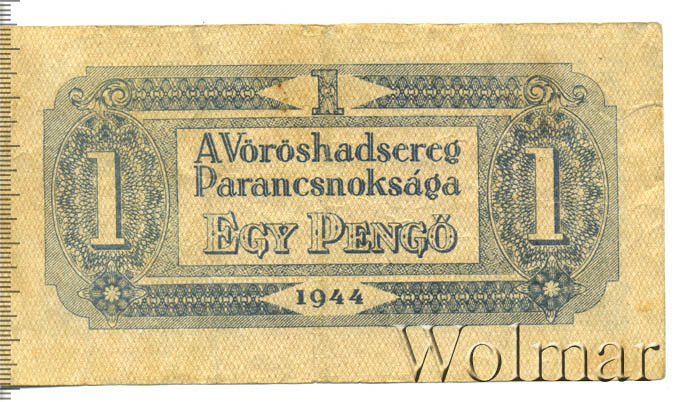 1
A Vöröshadsereg
Parancsnoksága
1 1
EGY PENGŐ
1944
Wolmar